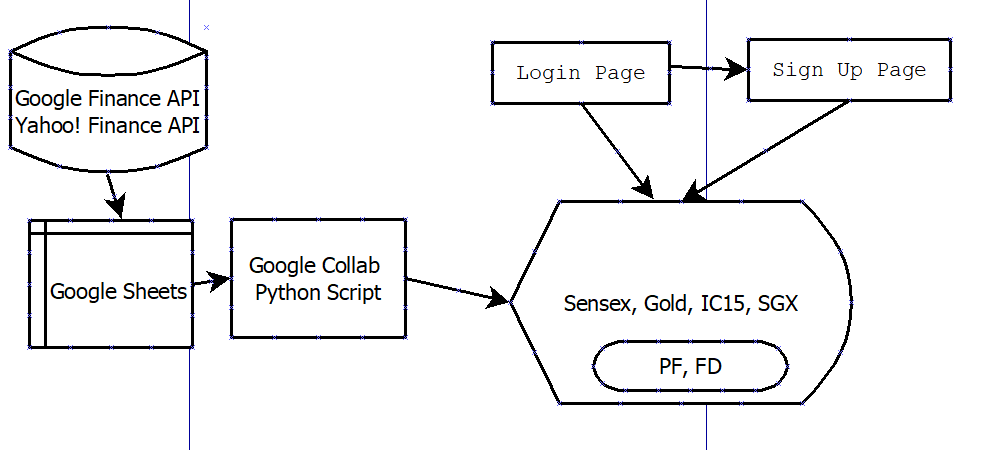 Google Finance API
Yahoo! Finance API
Login Page
Sign Up Page
Google Sheets
Google Collab
Python Script
Sensex, Gold, IC15, SGX
PF, FD